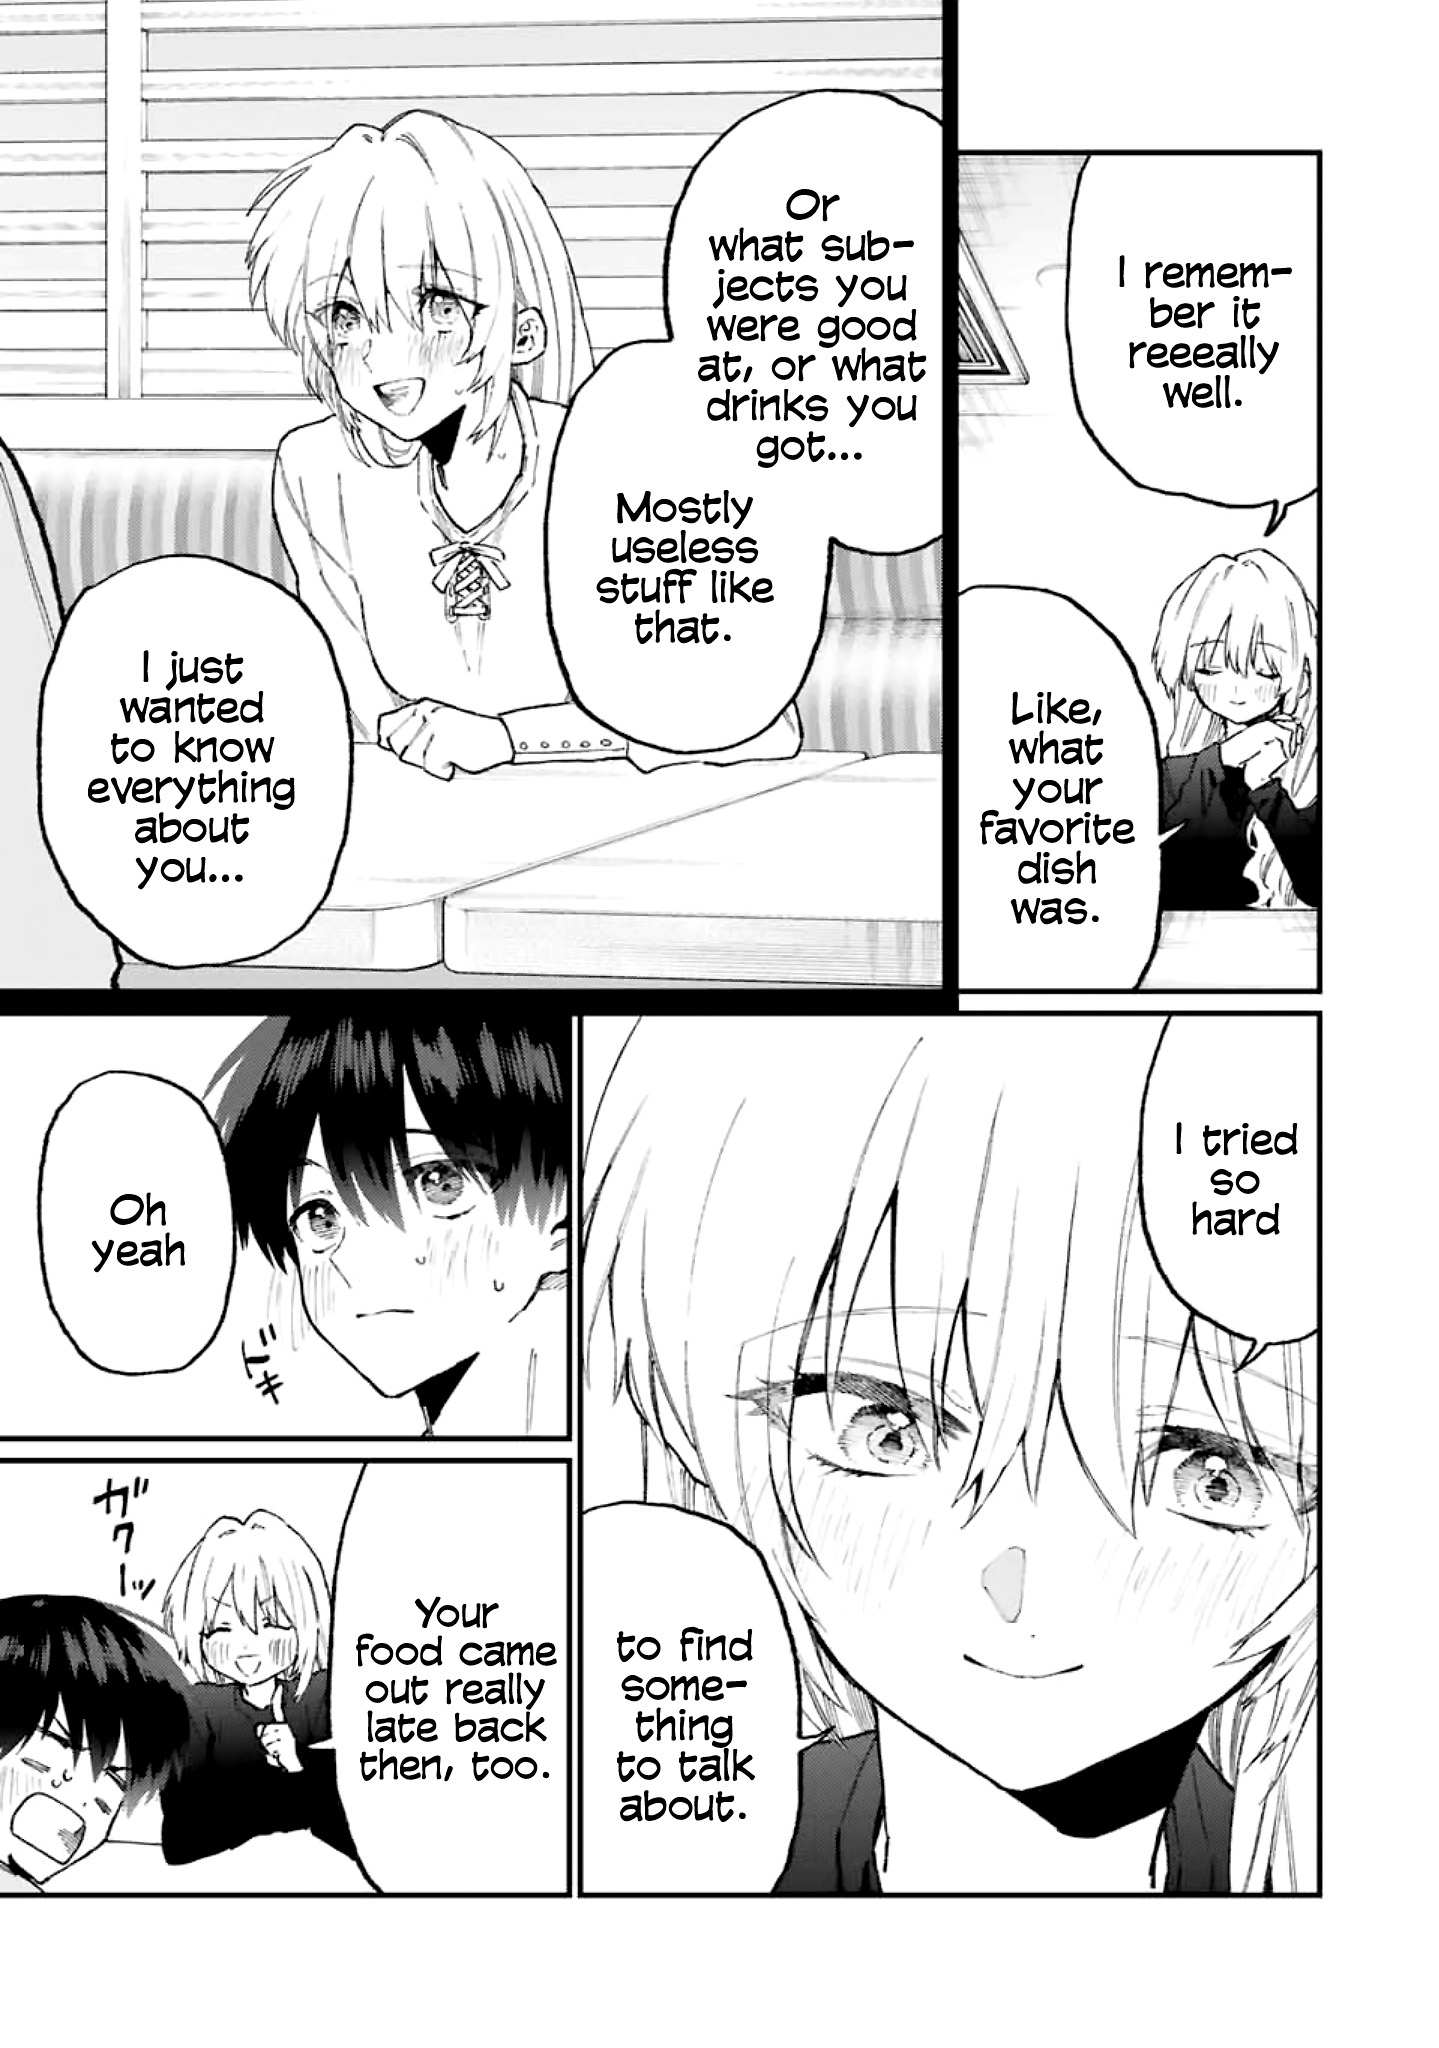 I remem-
ber it
reeeally
well.
Like,
what
your
favorite
dish
was.
Or
what sub-
jects you
were good
at, or what
drinks you
got...
Mostly
useless
stuff like
that.
I just
wanted
to know
everything
about
you...
I tried
so
hard
to find
some-
thing
to talk
about.
Oh
yeah
ドキ
Your
food came
out really
late back
then, too.
ガクーッ